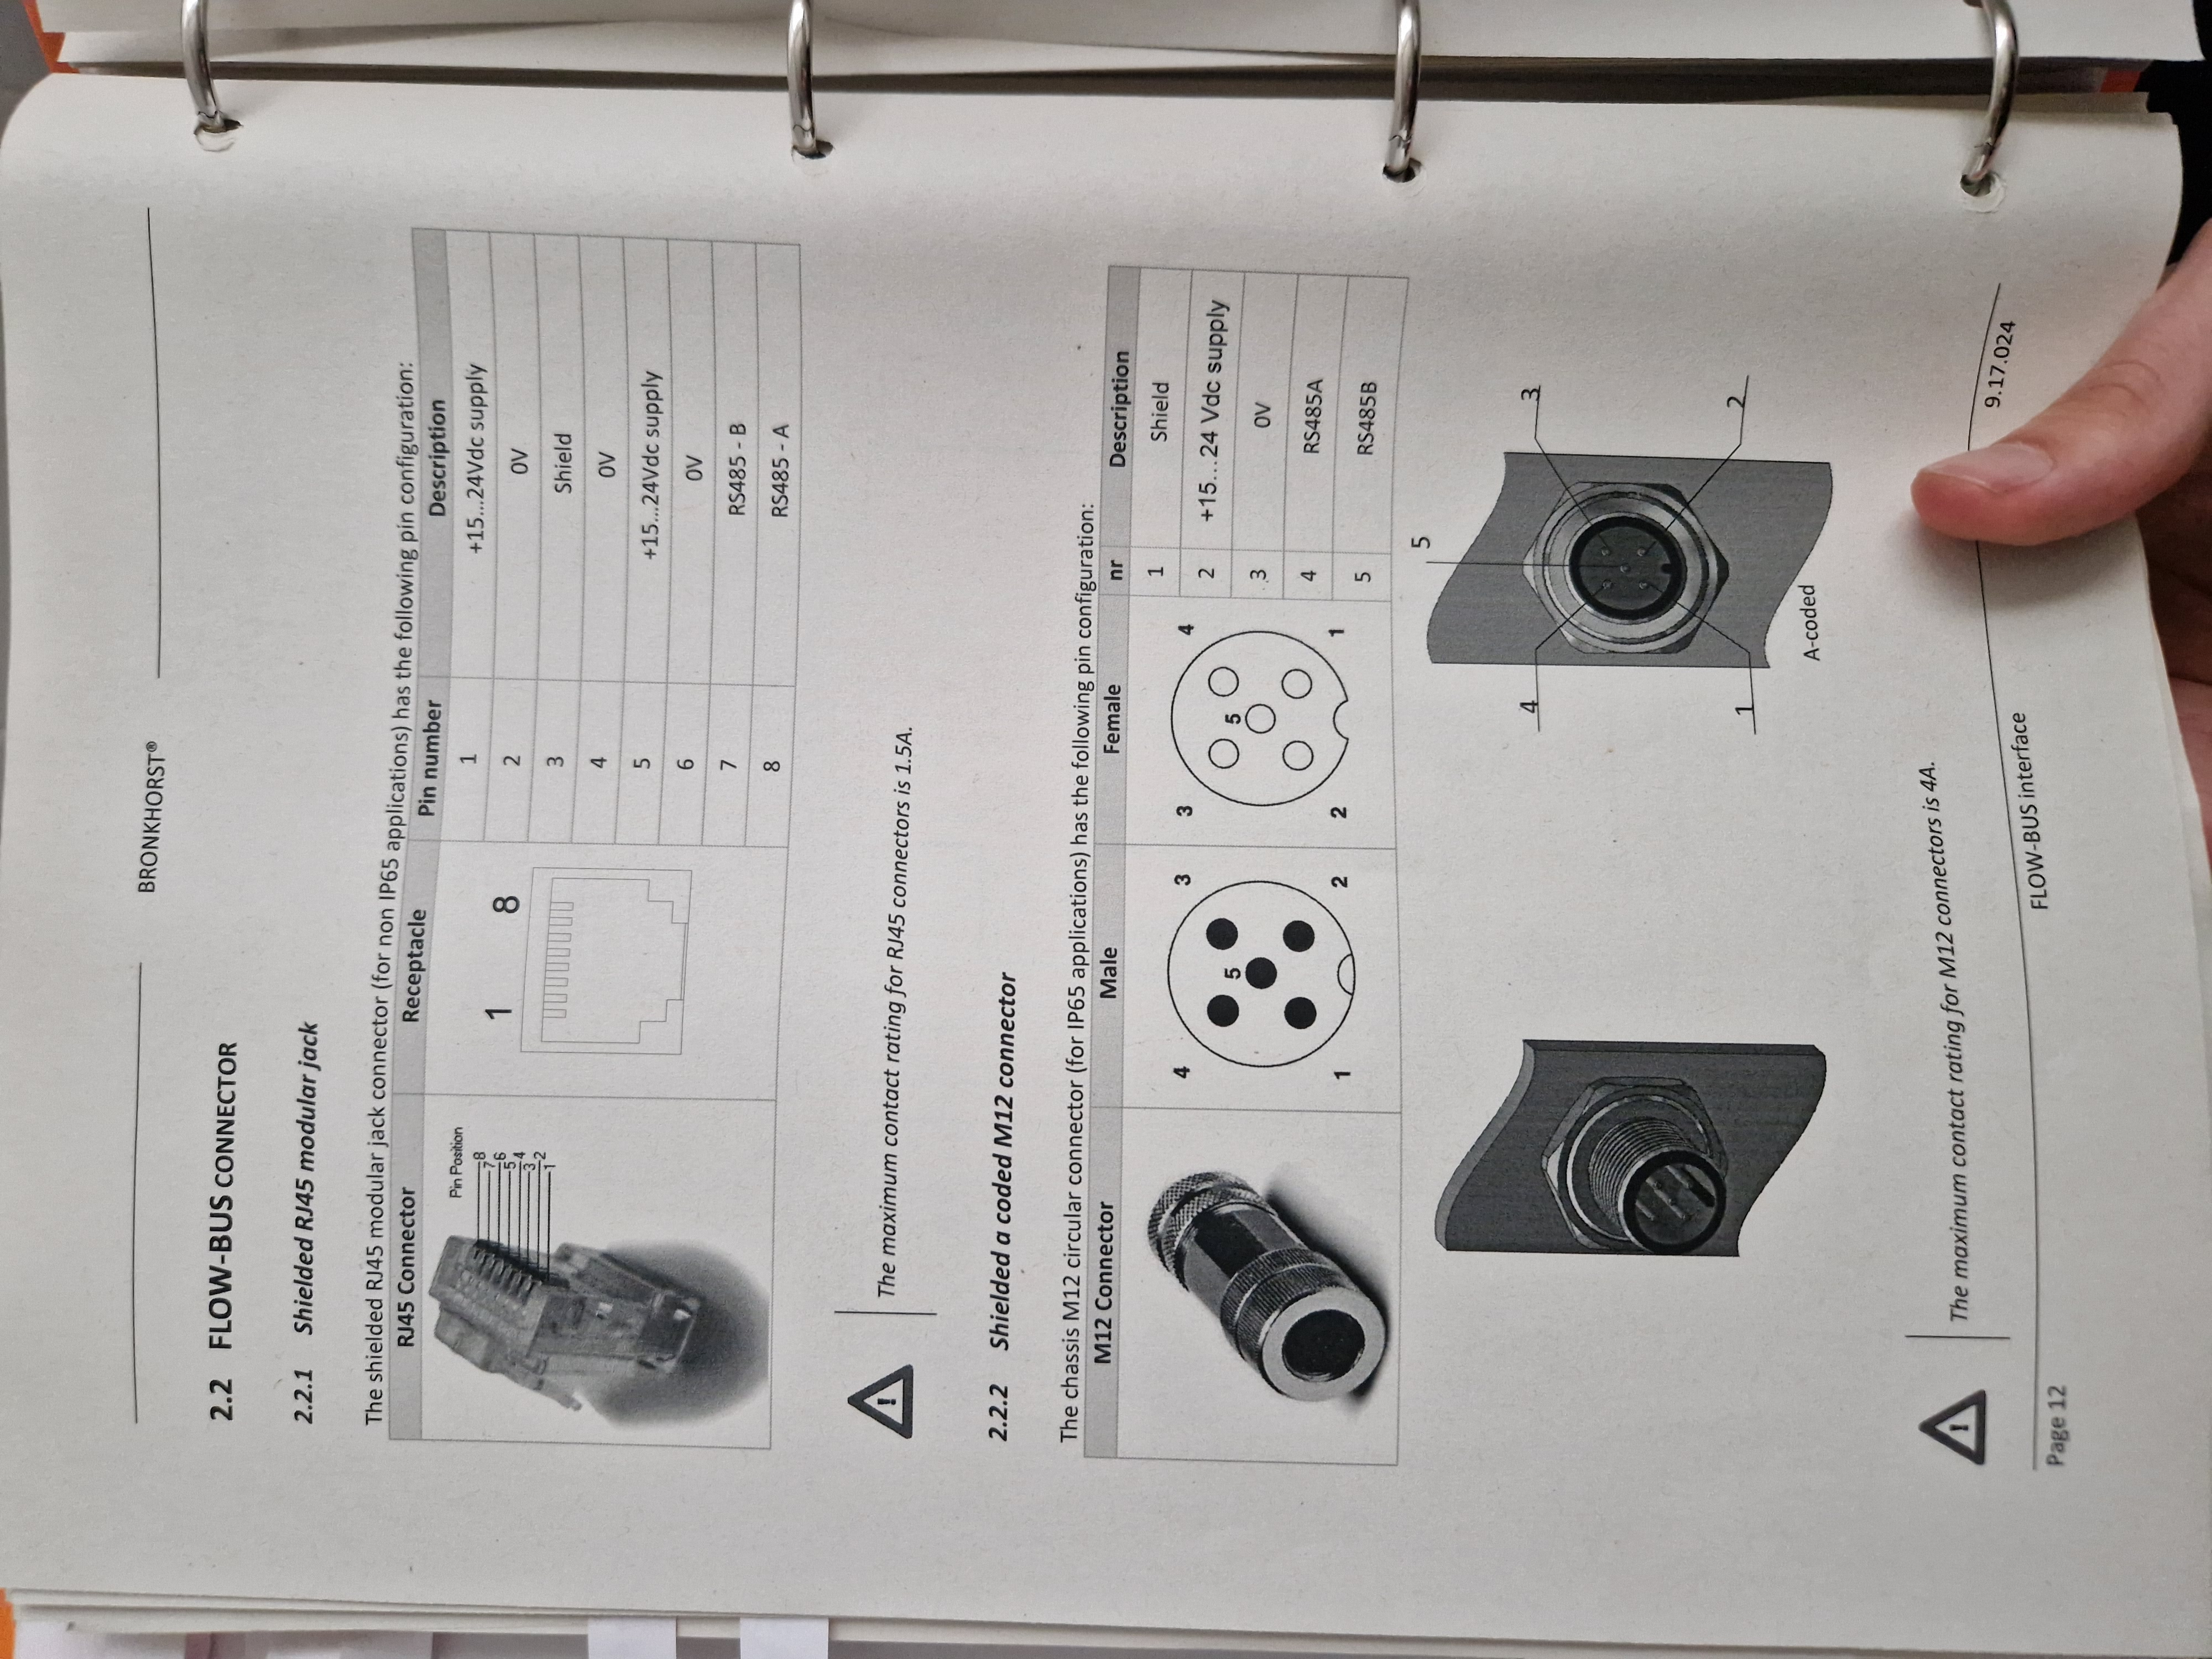 BRONKHORST®
2.2 FLOW-BUS CONNECTOR
2.2.1 Shielded RJ45 modular jack
The shielded RJ45 modular jack connector (for non IP65 applications) has the following pin configuration:
RJ45 Connector Receptacle Pin number Description
Pin Position
8
7
6
5
4
3
2
1
1 8
1 +15...24Vdc supply
2 0V
3 Shield
4 0V
5 +15...24Vdc supply
6 0V
7 RS485 - B
8 RS485 - A
!
The maximum contact rating for RJ45 connectors is 1.5A.
2.2.2 Shielded a coded M12 connector
The chassis M12 circular connector (for IP65 applications) has the following pin configuration:
M12 Connector Male Female nr Description
4 3
5
1 2
3 4
5
2 1
1 Shield
2 +15...24 Vdc supply
3 0V
4 RS485A
5 RS485B
5
4 3
1 2
A-coded
!
The maximum contact rating for M12 connectors is 4A.
Page 12 FLOW-BUS interface 9.17.024